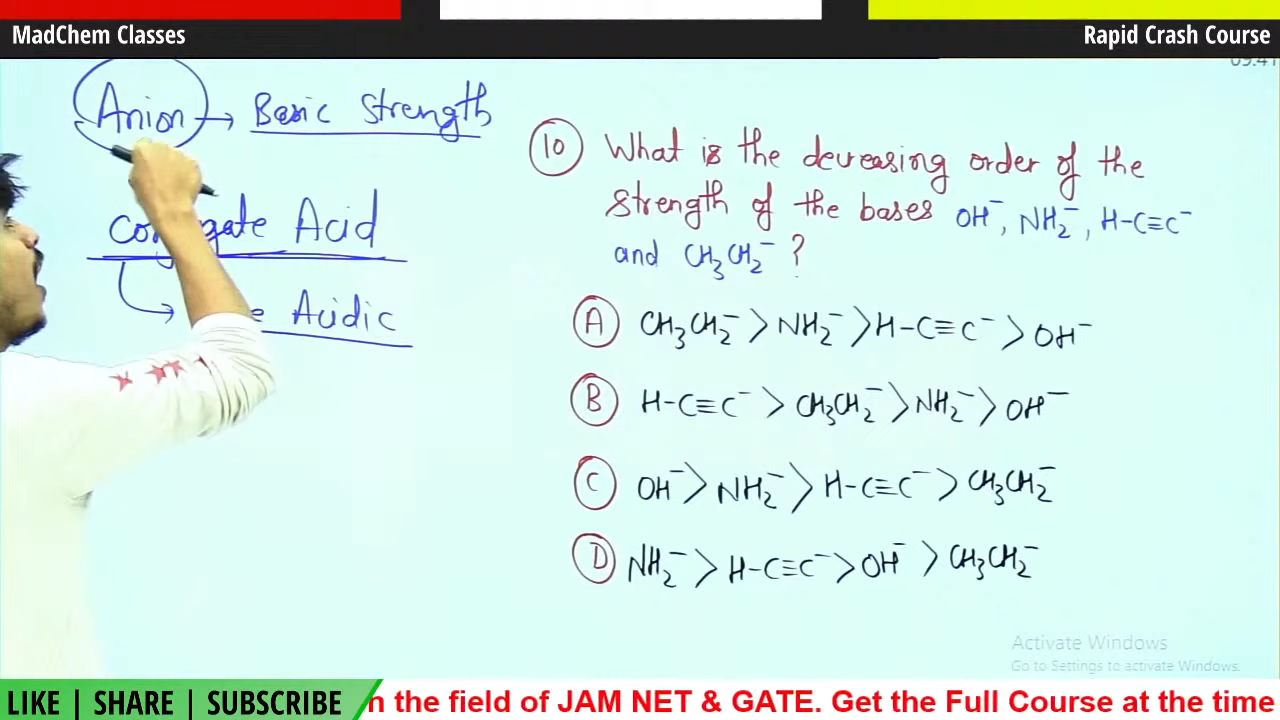 MadChem Classes
Rapid Crash Course
09:41
Anion → Basic Strength
Acid
Acidic
10 What is the decreasing order of the
strength of the bases OH⁻, NH₂⁻, H-C≡C⁻
and CH₃CH₂⁻ ?
A CH₃CH₂⁻ > NH₂⁻ > H-C≡C⁻ > OH⁻
B H-C≡C⁻ > CH₃CH₂⁻ > NH₂⁻ > OH⁻
C OH⁻ > NH₂⁻ > H-C≡C⁻ > CH₃CH₂⁻
D NH₂⁻ > H-C≡C⁻ > OH⁻ > CH₃CH₂⁻
Activate Windows
Go to Settings to activate Windows.
LIKE | SHARE | SUBSCRIBE
n the field of JAM NET & GATE. Get the Full Course at the time